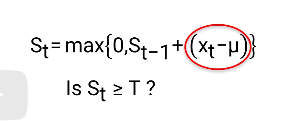 St=max{0,St−1+(xt−μ)}
Is St ≥ T ?